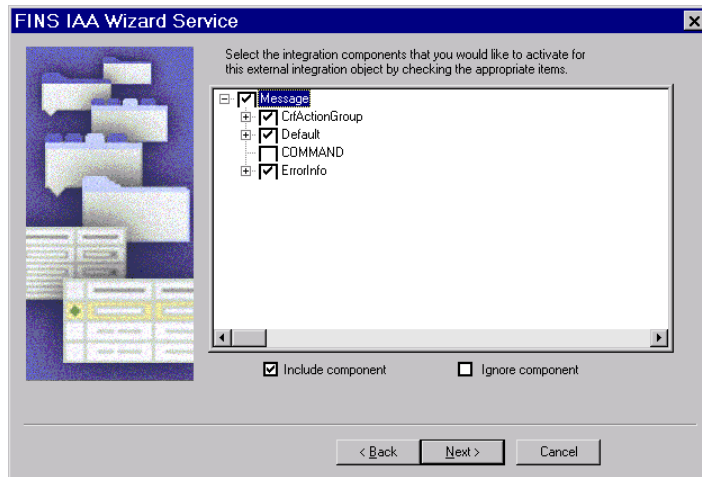 FINS IAA Wizard Service
Select the integration components that you would like to activate for
this external integration object by checking the appropriate items.
Message
CrfActionGroup
Default
COMMAND
ErrorInfo
Include component Ignore component
< Back Next > Cancel